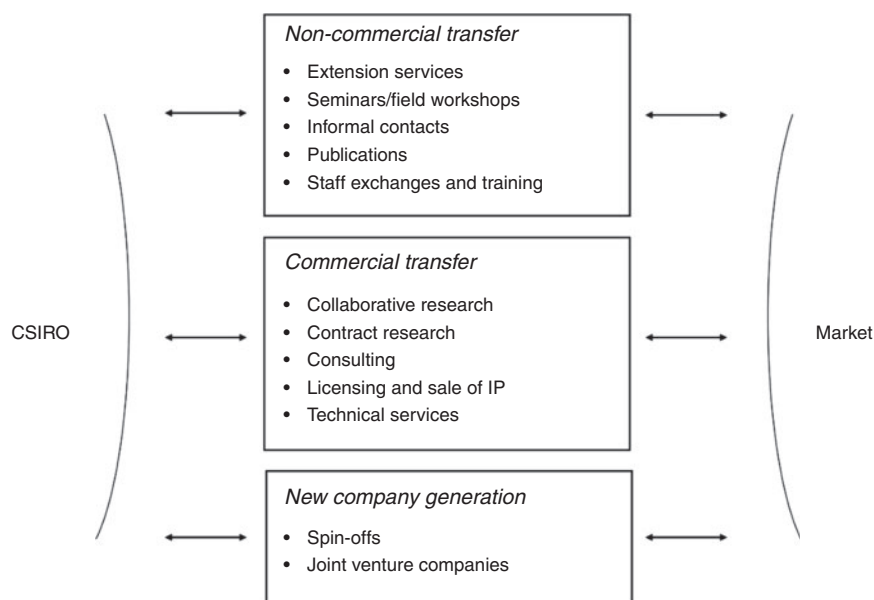 Non-commercial transfer
• Extension services
• Seminars/field workshops
• Informal contacts
• Publications
• Staff exchanges and training
Commercial transfer
• Collaborative research
• Contract research
• Consulting
• Licensing and sale of IP
• Technical services
CSIRO
Market
New company generation
• Spin-offs
• Joint venture companies